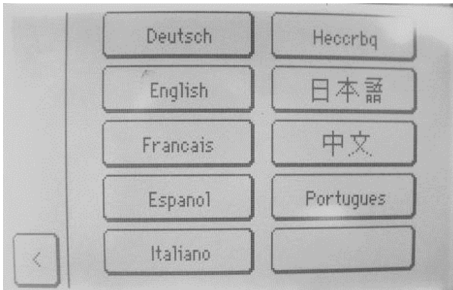 Deutsch
English
Francais
Espanol
Italiano
Heccrbq
日本語
中文
Portugues
<